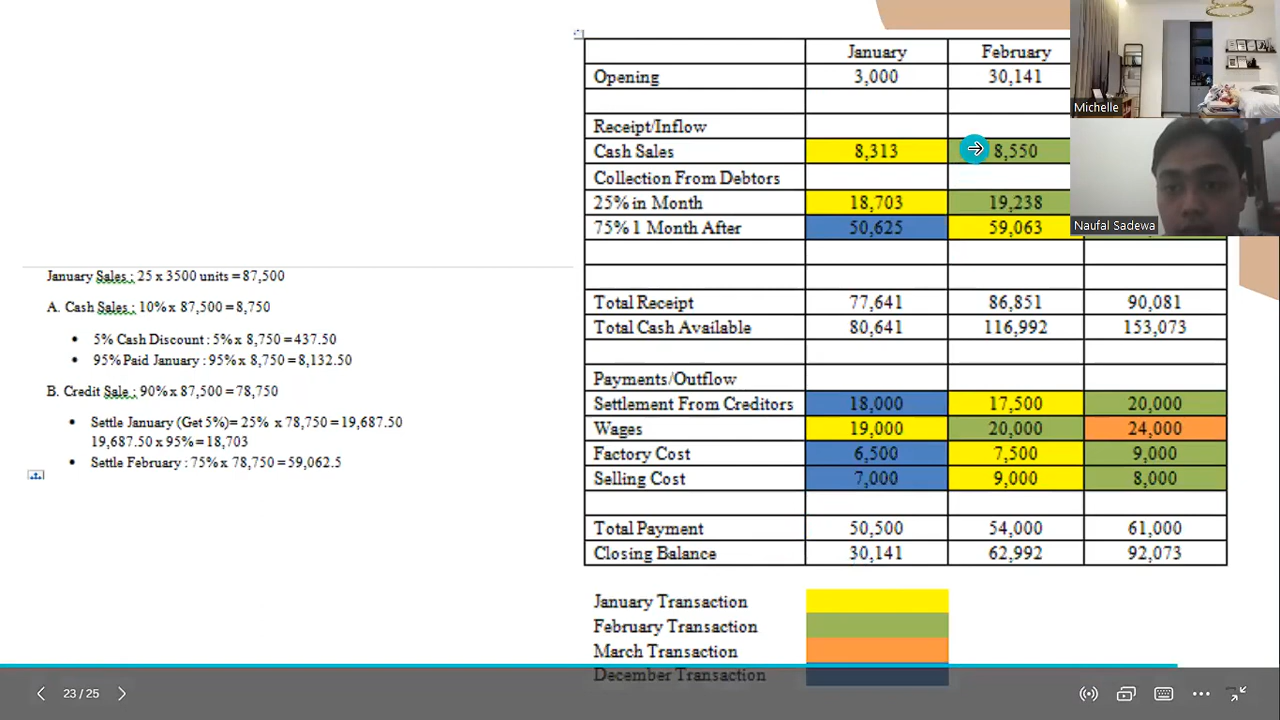 January February
Opening 3,000 30,141
Receipt/Inflow
Cash Sales 8,313 8,550
Collection From Debtors
25% in Month 18,703 19,238
75% 1 Month After 50,625 59,063
Total Receipt 77,641 86,851 90,081
Total Cash Available 80,641 116,992 153,073
Payments/Outflow
Settlement From Creditors 18,000 17,500 20,000
Wages 19,000 20,000 24,000
Factory Cost 6,500 7,500 9,000
Selling Cost 7,000 9,000 8,000
Total Payment 50,500 54,000 61,000
Closing Balance 30,141 62,992 92,073
January Transaction
February Transaction
March Transaction
December Transaction
January Sales ; 25 x 3500 units = 87,500
A. Cash Sales ; 10% x 87,500 = 8,750
• 5% Cash Discount : 5% x 8,750 = 437.50
• 95% Paid January : 95% x 8,750 = 8,132.50
B. Credit Sale ; 90% x 87,500 = 78,750
• Settle January (Get 5%)= 25% x 78,750 = 19,687.50
19,687.50 x 95% = 18,703
• Settle February : 75% x 78,750 = 59,062.5
Michelle
Naufal Sadewa
23 / 25